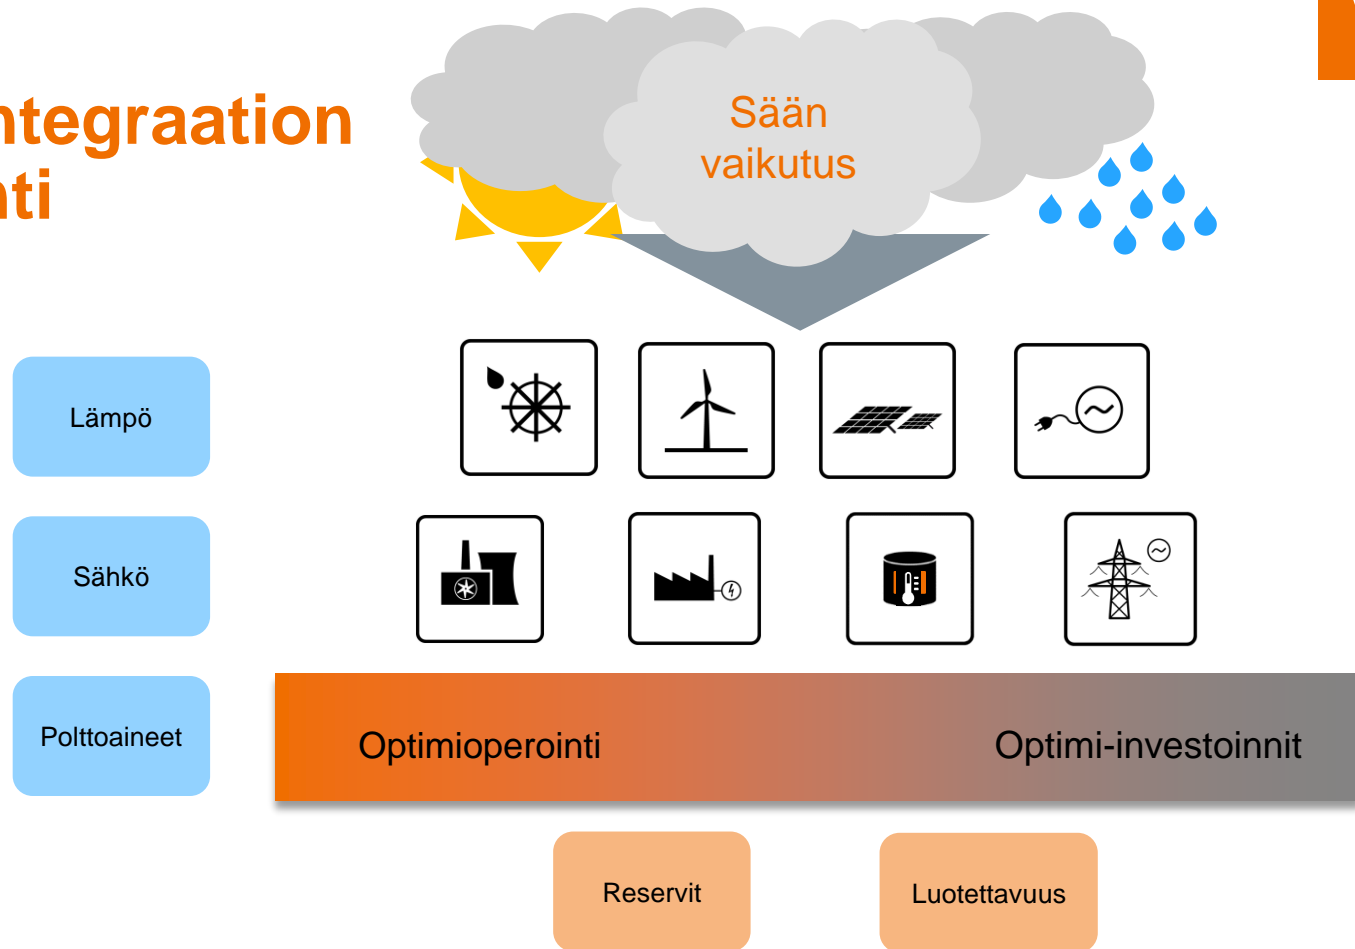 ntegraation
nti
Sään
vaikutus
Lämpö
Sähkö
Polttoaineet
Optimioperointi
Optimi-investoinnit
Reservit
Luotettavuus